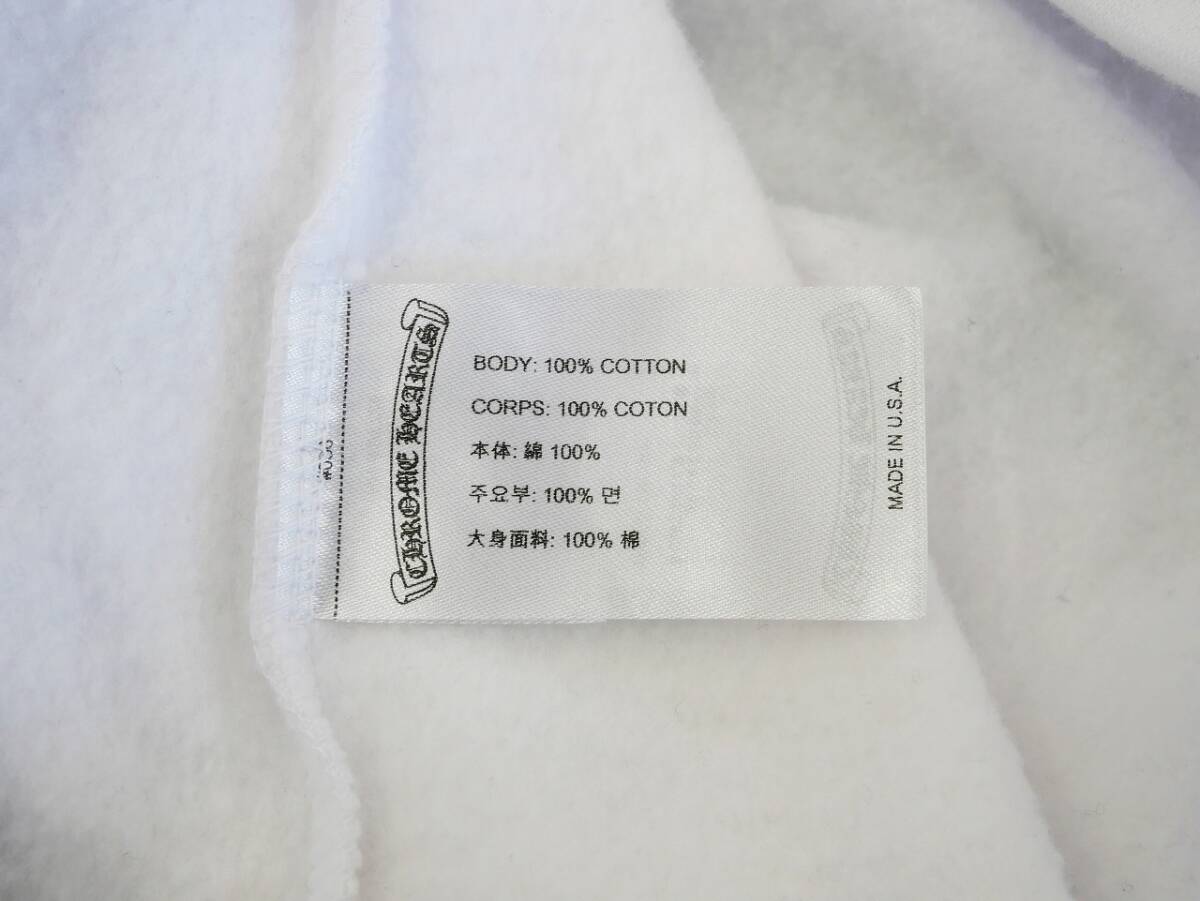 CHROME HEARTS
BODY: 100% COTTON
CORPS: 100% COTON
本体: 綿 100%
주요부: 100% 면
大身面料: 100% 棉
MADE IN U.S.A.